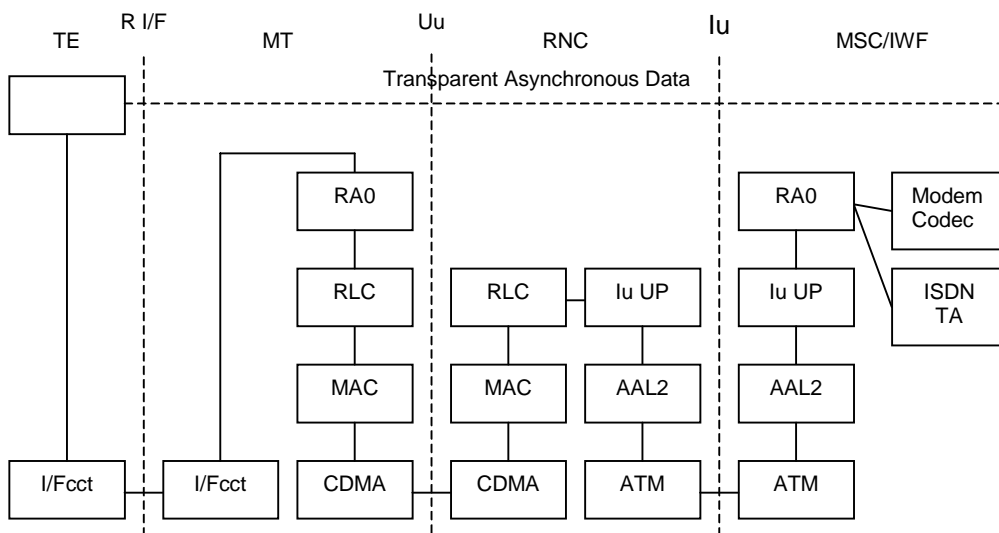 TE R I/F MT Uu RNC Iu MSC/IWF
Transparent Asynchronous Data
RA0 RA0 Modem
Codec
RLC RLC Iu UP Iu UP ISDN
TA
MAC MAC AAL2 AAL2
I/Fcct I/Fcct CDMA CDMA ATM ATM